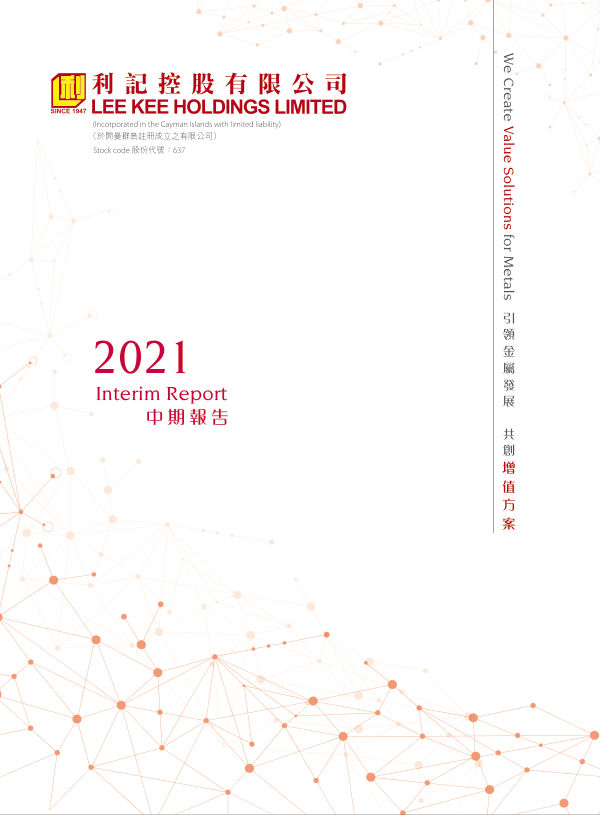 利
SINCE 1947
利記控股有限公司
LEE KEE HOLDINGS LIMITED
(Incorporated in the Cayman Islands with limited liability)
(於開曼群島註冊成立之有限公司)
Stock code 股份代號：637
We Create Value Solutions for Metals 引領金屬發展 共創增值方案
2021
Interim Report
中期報告